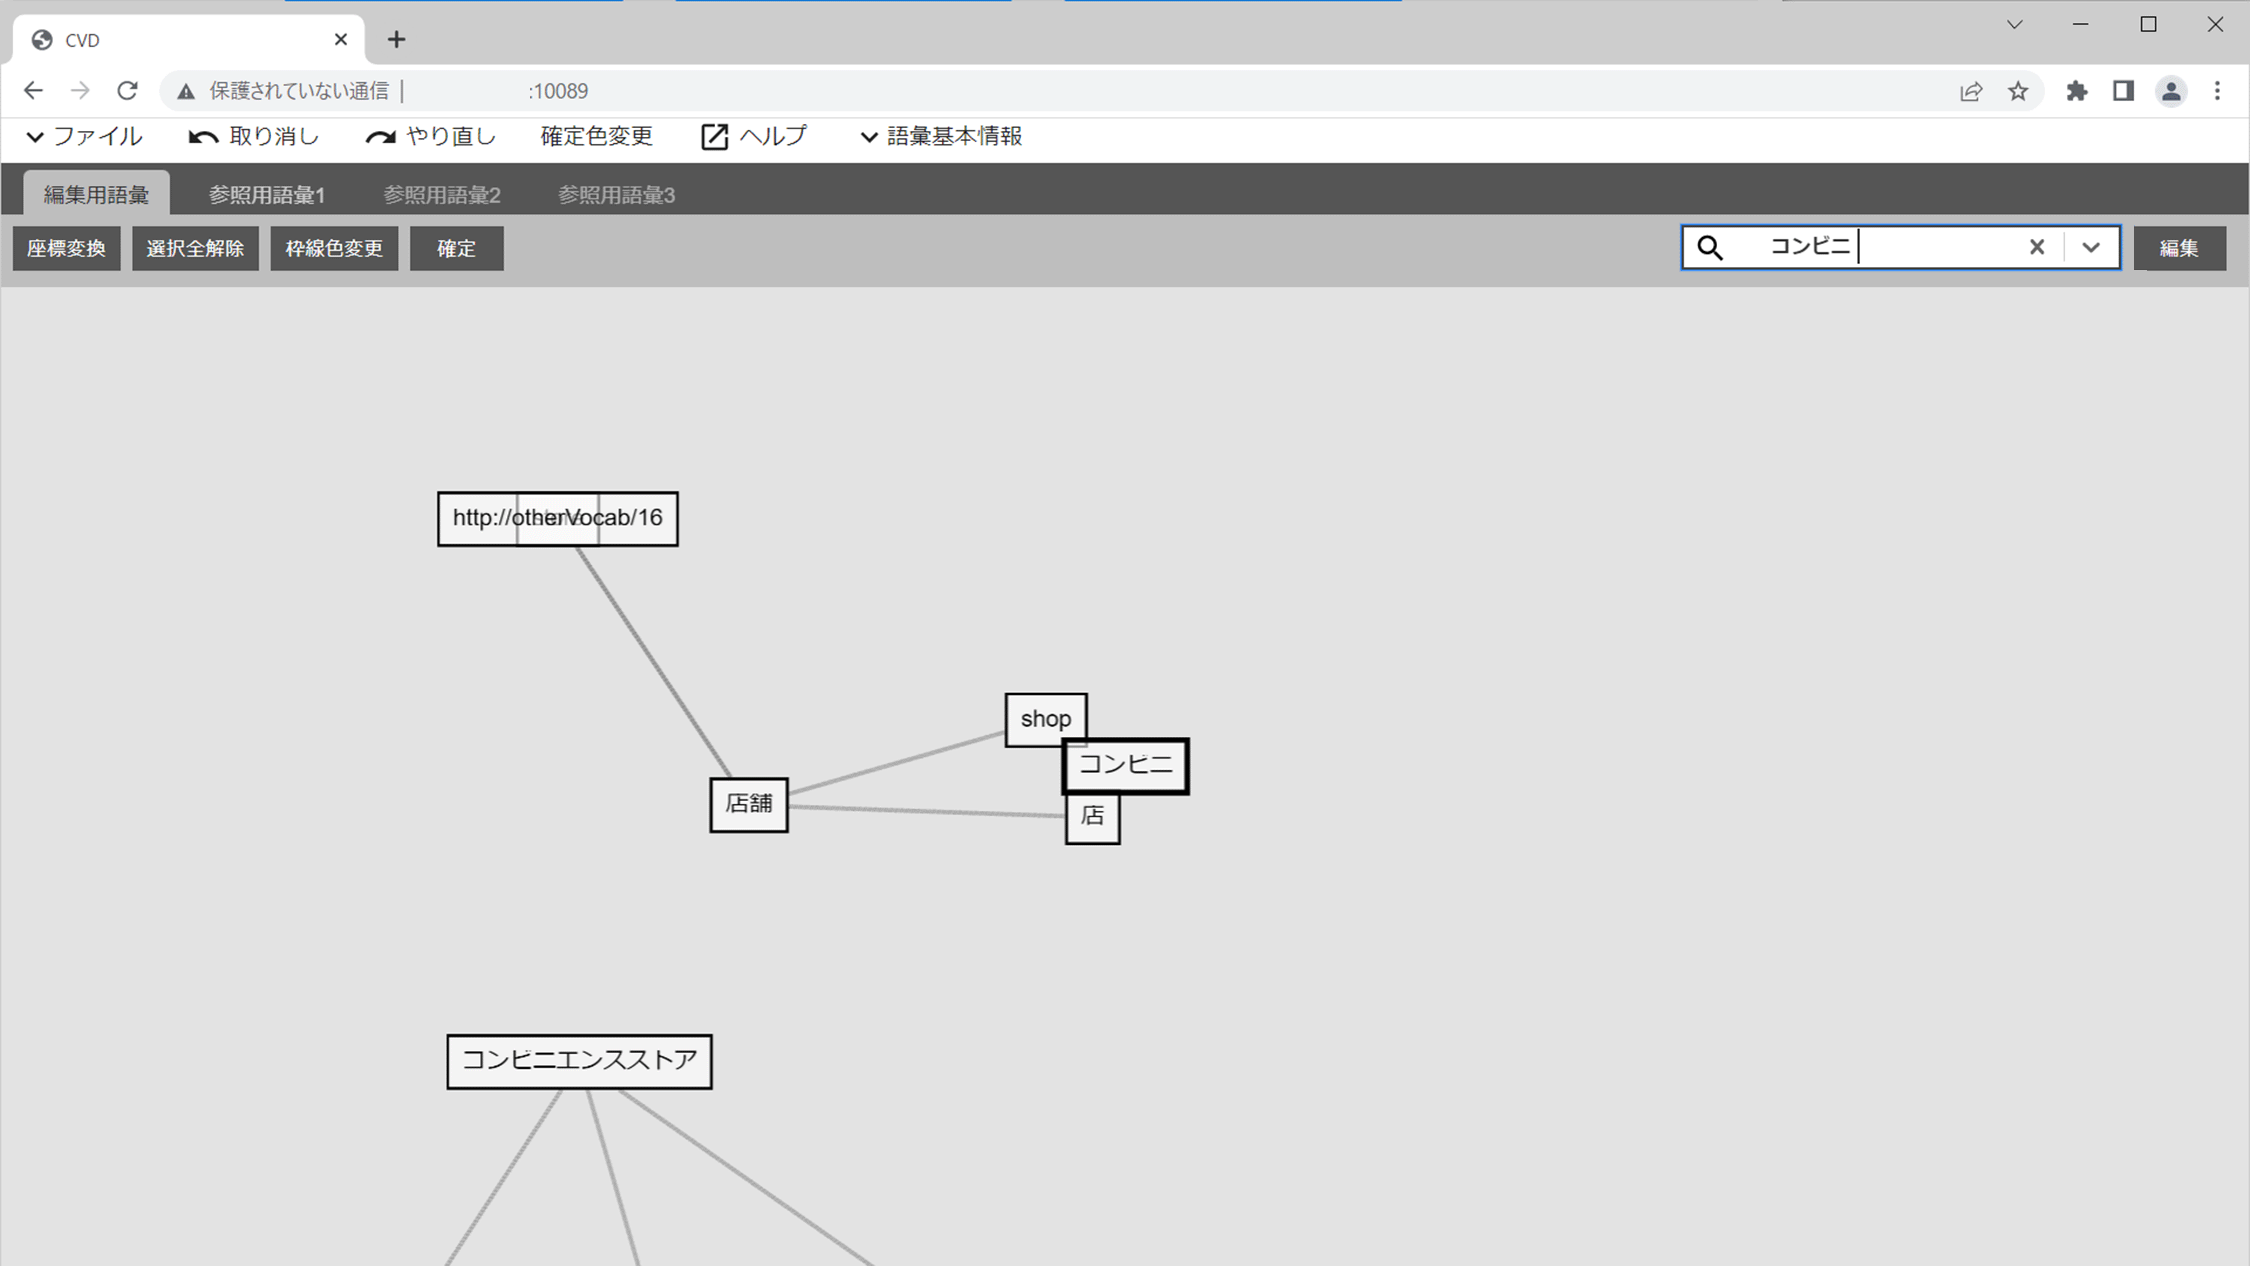 CVD
保護されていない通信
:10089
ファイル 取り消し やり直し 確定色変更 ヘルプ 語彙基本情報
編集用語彙 参照用語彙1 参照用語彙2 参照用語彙3
座標変換 選択全解除 枠線色変更 確定 コンビニ 編集
http://otherVocab/16
shop
コンビニ
店舗
店
コンビニエンスストア